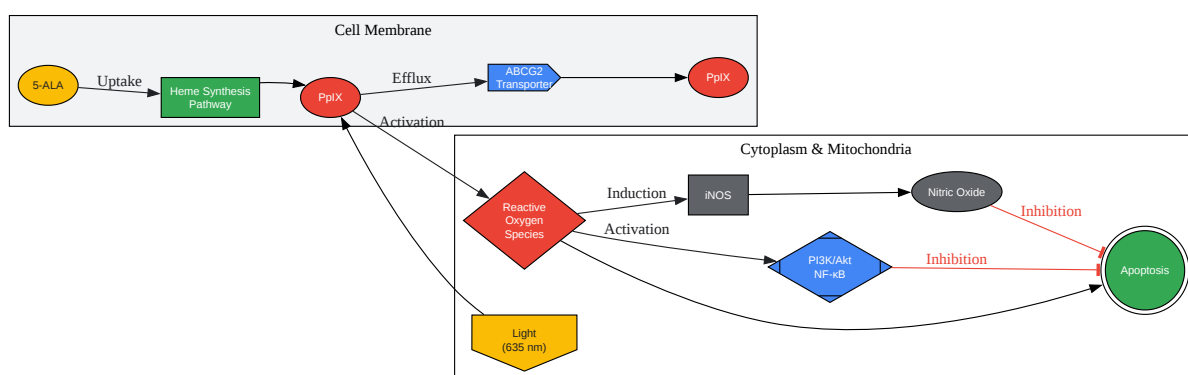 Cell Membrane
5-ALA
Uptake
Heme Synthesis
Pathway
PpIX
Efflux
ABCG2
Transporter
PpIX
Activation
Cytoplasm & Mitochondria
Reactive
Oxygen
Species
Induction
iNOS
Nitric Oxide
Inhibition
Activation
PI3K/Akt
NF-κB
Inhibition
Apoptosis
Light
(635 nm)